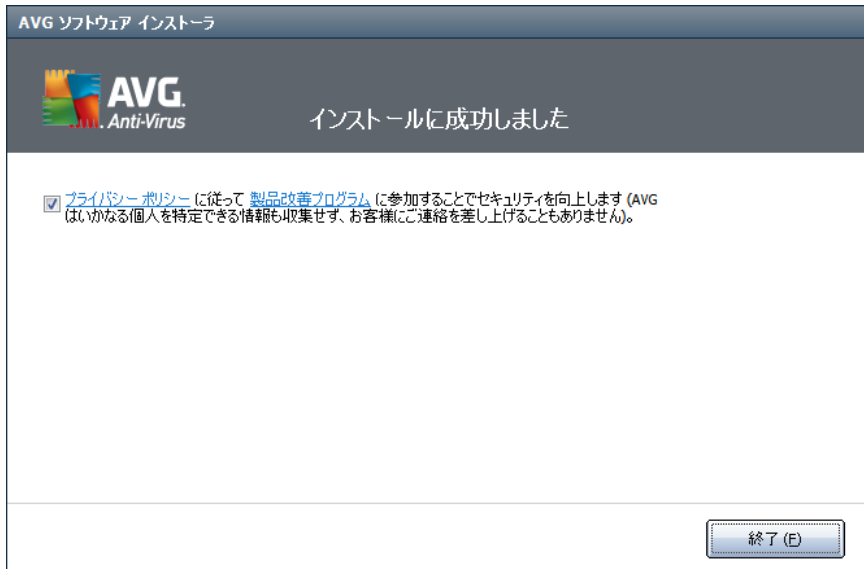 AVG ソフトウェア インストーラ
AVG.
Anti-Virus
インストールに成功しました
プライバシー ポリシー に従って 製品改善プログラム に参加することでセキュリティを向上します (AVG
はいかなる個人を特定できる情報も収集せず、お客様にご連絡を差し上げることもありません)。
終了(F)